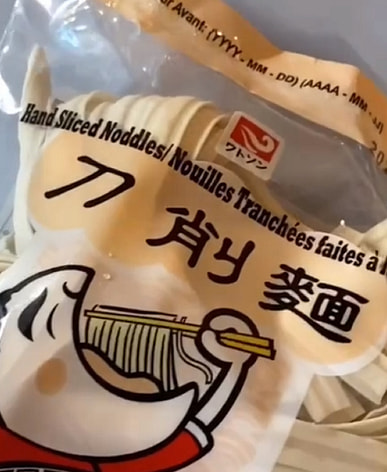 Avant: (YYYY - MM - DD) (AAAA - MM -
Hand Sliced Noddles/ Nouilles Tranchées faites à
ワトソン
刀削麵